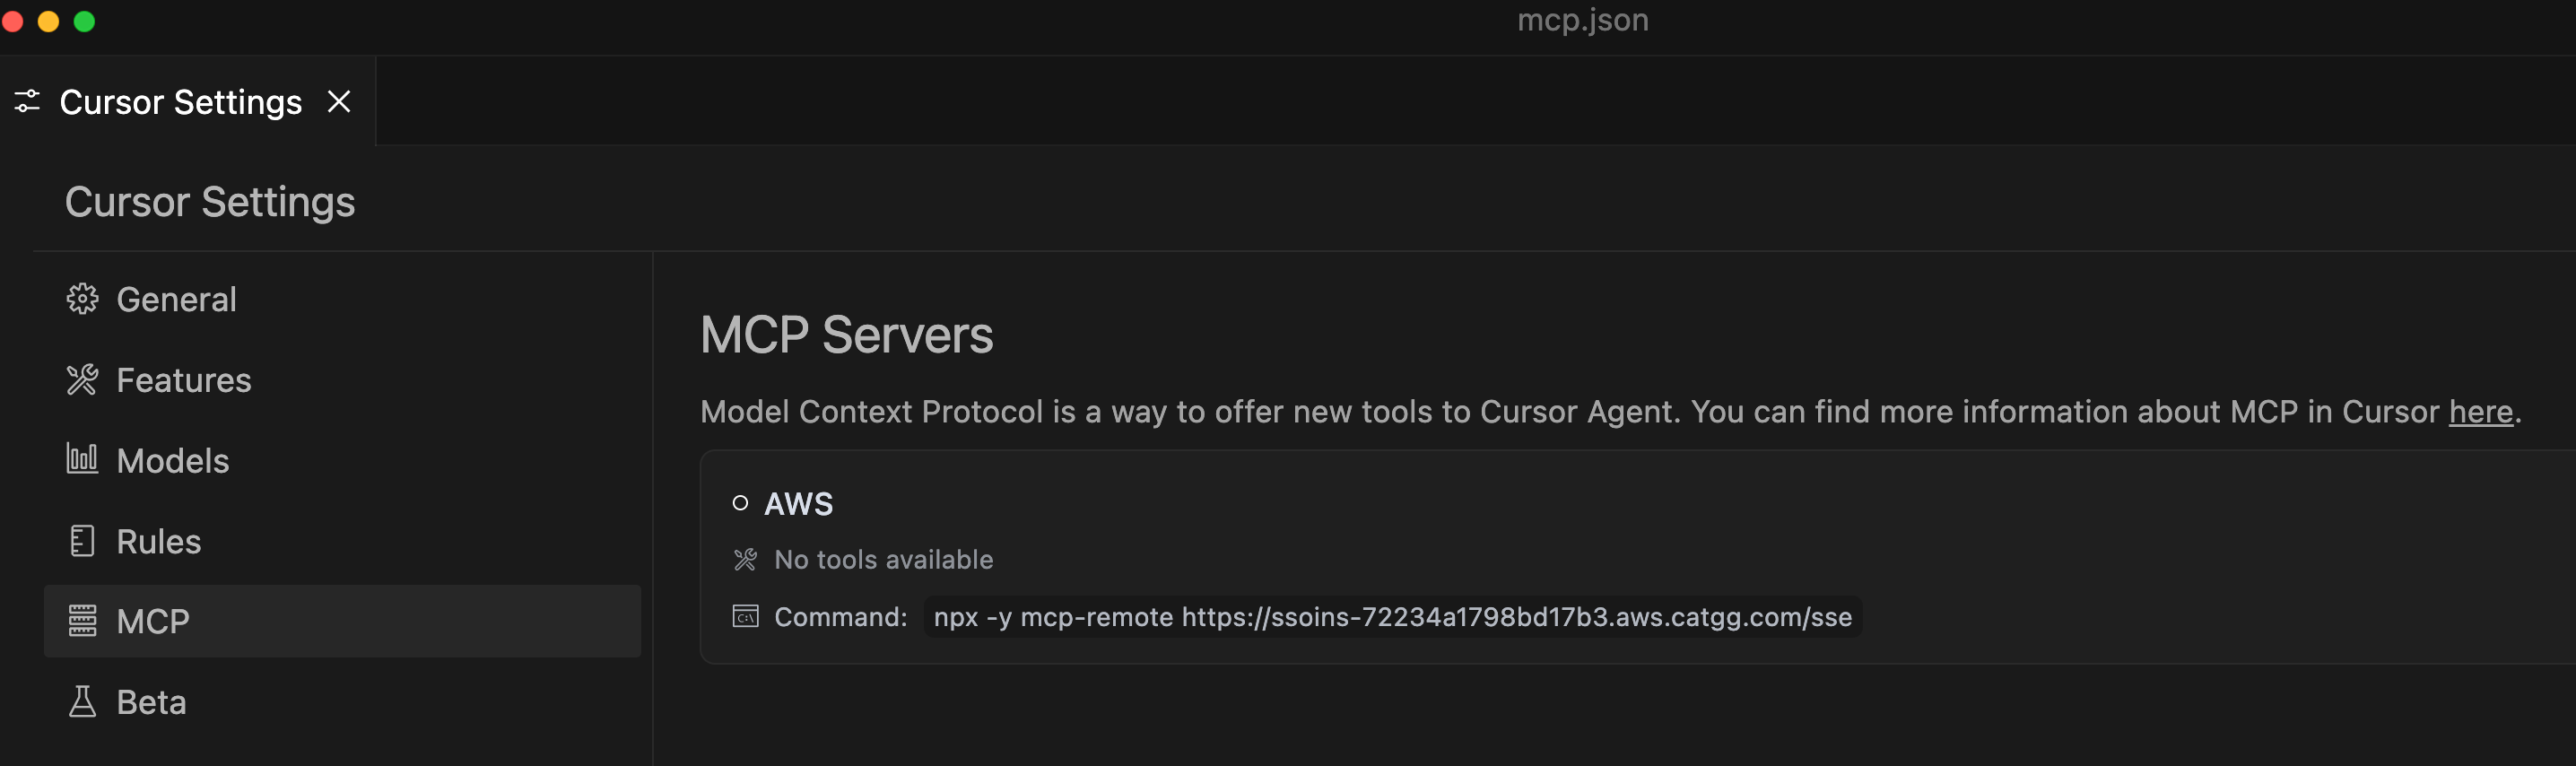 mcp.json
Cursor Settings
Cursor Settings
General
Features
Models
Rules
MCP
Beta
MCP Servers
Model Context Protocol is a way to offer new tools to Cursor Agent. You can find more information about MCP in Cursor here.
AWS
No tools available
Command: npx -y mcp-remote https://ssoins-72234a1798bd17b3.aws.catgg.com/sse